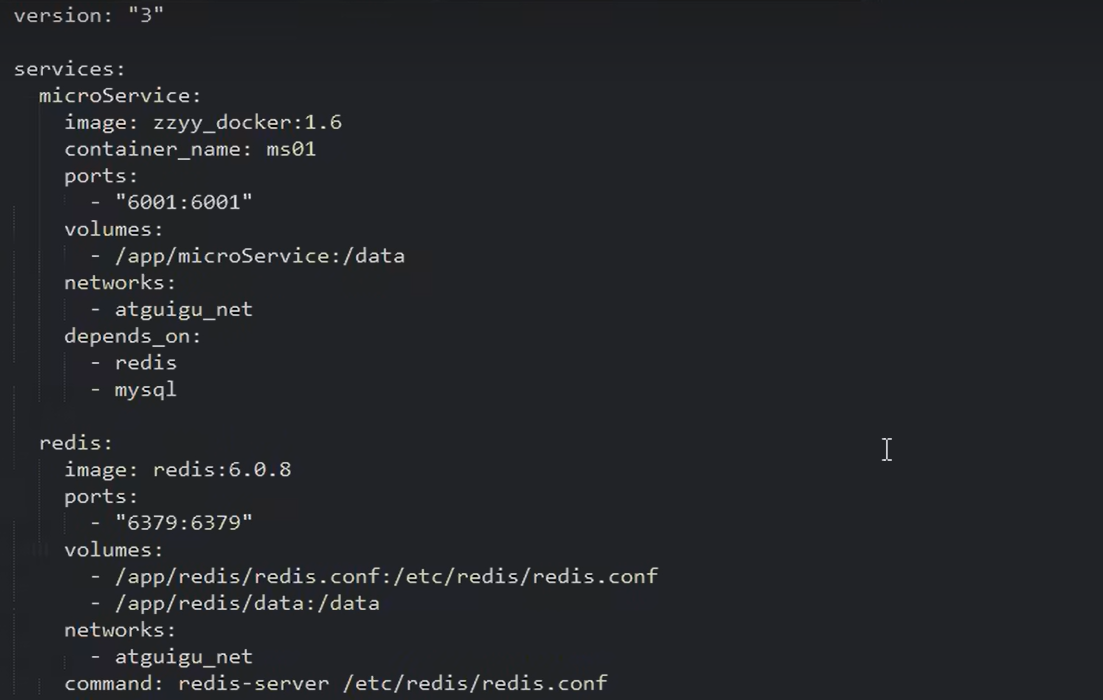 version: "3"
services:
microService:
image: zzyy_docker:1.6
container_name: ms01
ports:
- "6001:6001"
volumes:
- /app/microService:/data
networks:
- atguigu_net
depends_on:
- redis
- mysql
redis:
image: redis:6.0.8
ports:
- "6379:6379"
volumes:
- /app/redis/redis.conf:/etc/redis/redis.conf
- /app/redis/data:/data
networks:
- atguigu_net
command: redis-server /etc/redis/redis.conf